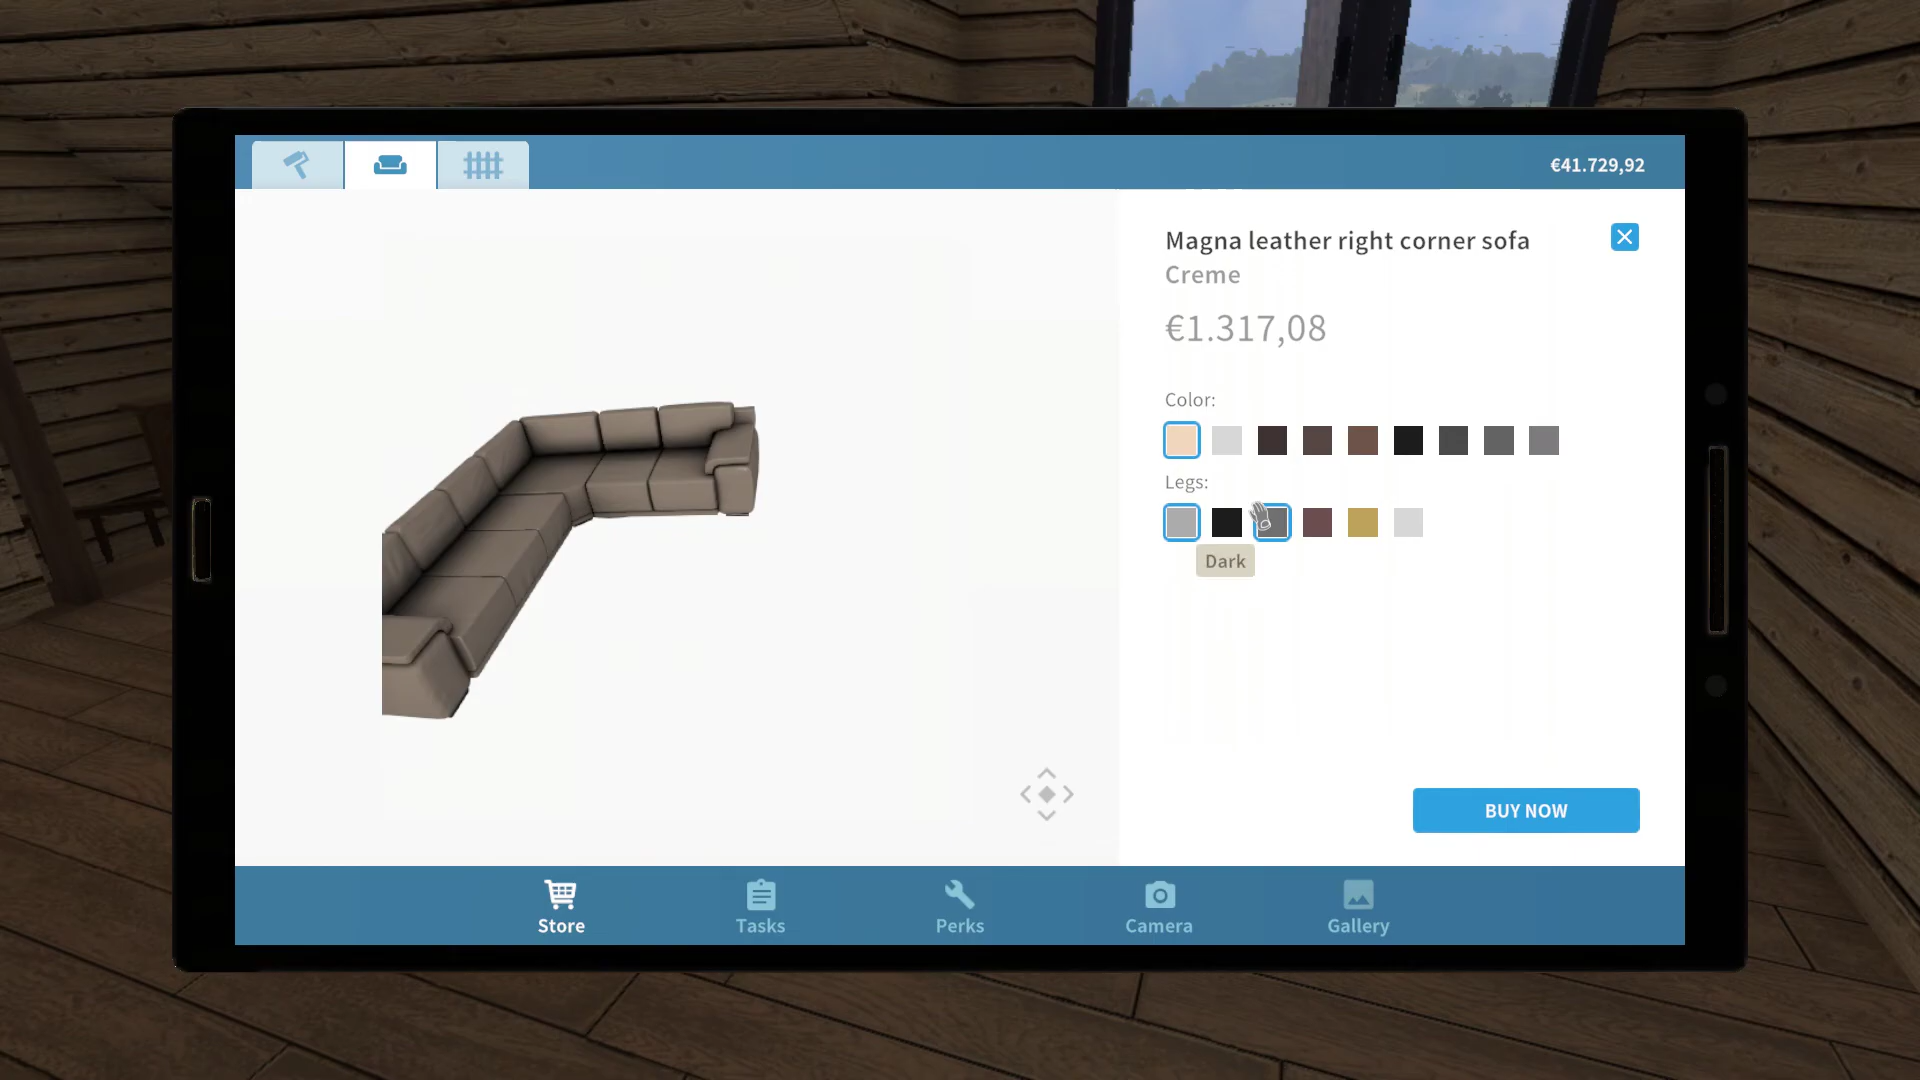 €41.729,92
Magna leather right corner sofa
Creme
€1.317,08
Color:
Legs:
Dark
BUY NOW
Store
Tasks
Perks
Camera
Gallery